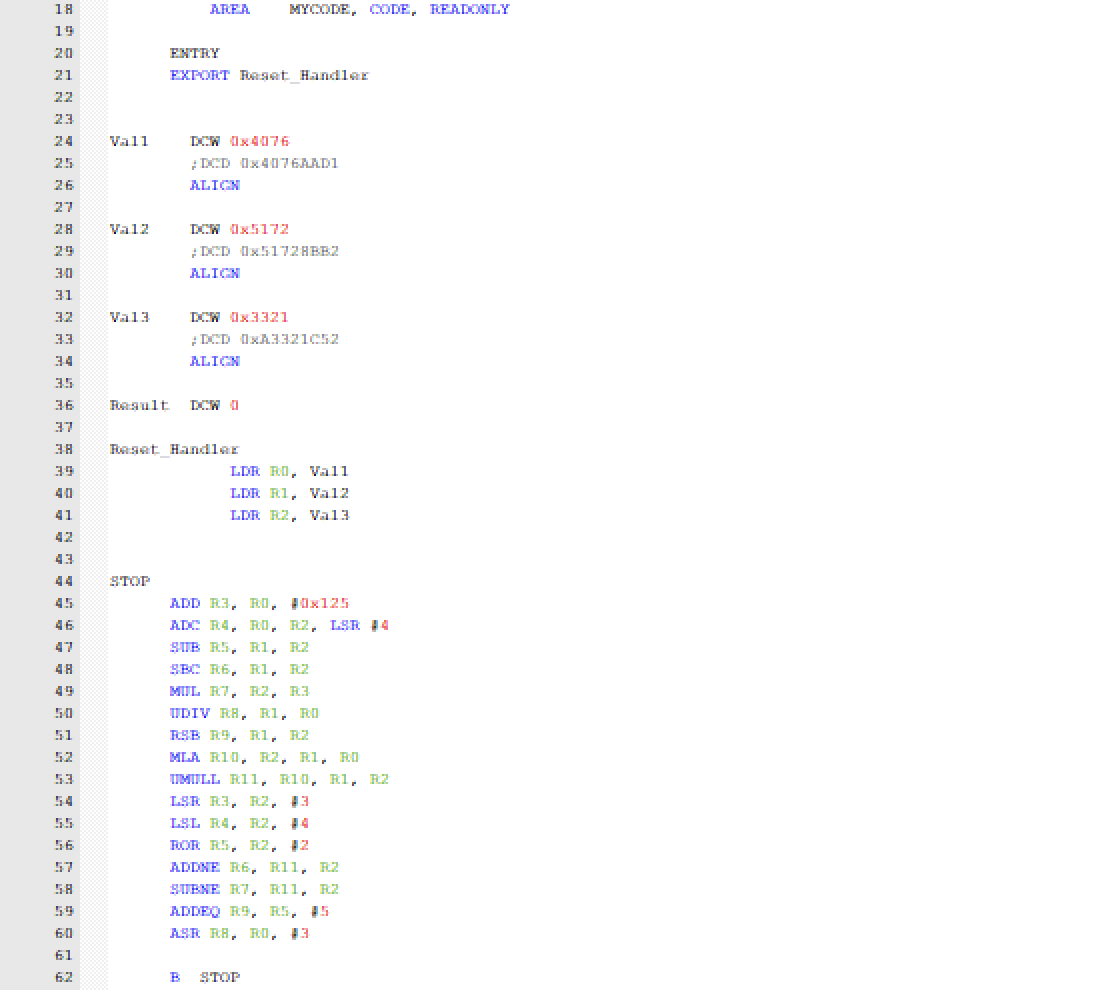 18 AREA MYCODE, CODE, READONLY
19
20 ENTRY
21 EXPORT Reset_Handler
22
23
24 Val1 DCW 0x4076
25 ;DCD 0x4076AAD1
26 ALIGN
27
28 Val2 DCW 0x5172
29 ;DCD 0x51728BB2
30 ALIGN
31
32 Val3 DCW 0x3321
33 ;DCD 0xA3321C52
34 ALIGN
35
36 Result DCW 0
37
38 Reset_Handler
39 LDR R0, Val1
40 LDR R1, Val2
41 LDR R2, Val3
42
43
44 STOP
45 ADD R3, R0, #0x125
46 ADC R4, R0, R2, LSR #4
47 SUB R5, R1, R2
48 SBC R6, R1, R2
49 MUL R7, R2, R3
50 UDIV R8, R1, R0
51 RSB R9, R1, R2
52 MLA R10, R2, R1, R0
53 UMULL R11, R10, R1, R2
54 LSR R3, R2, #3
55 LSL R4, R2, #4
56 ROR R5, R2, #2
57 ADDNE R6, R11, R2
58 SUBNE R7, R11, R2
59 ADDEQ R9, R5, #5
60 ASR R8, R0, #3
61
62 B STOP